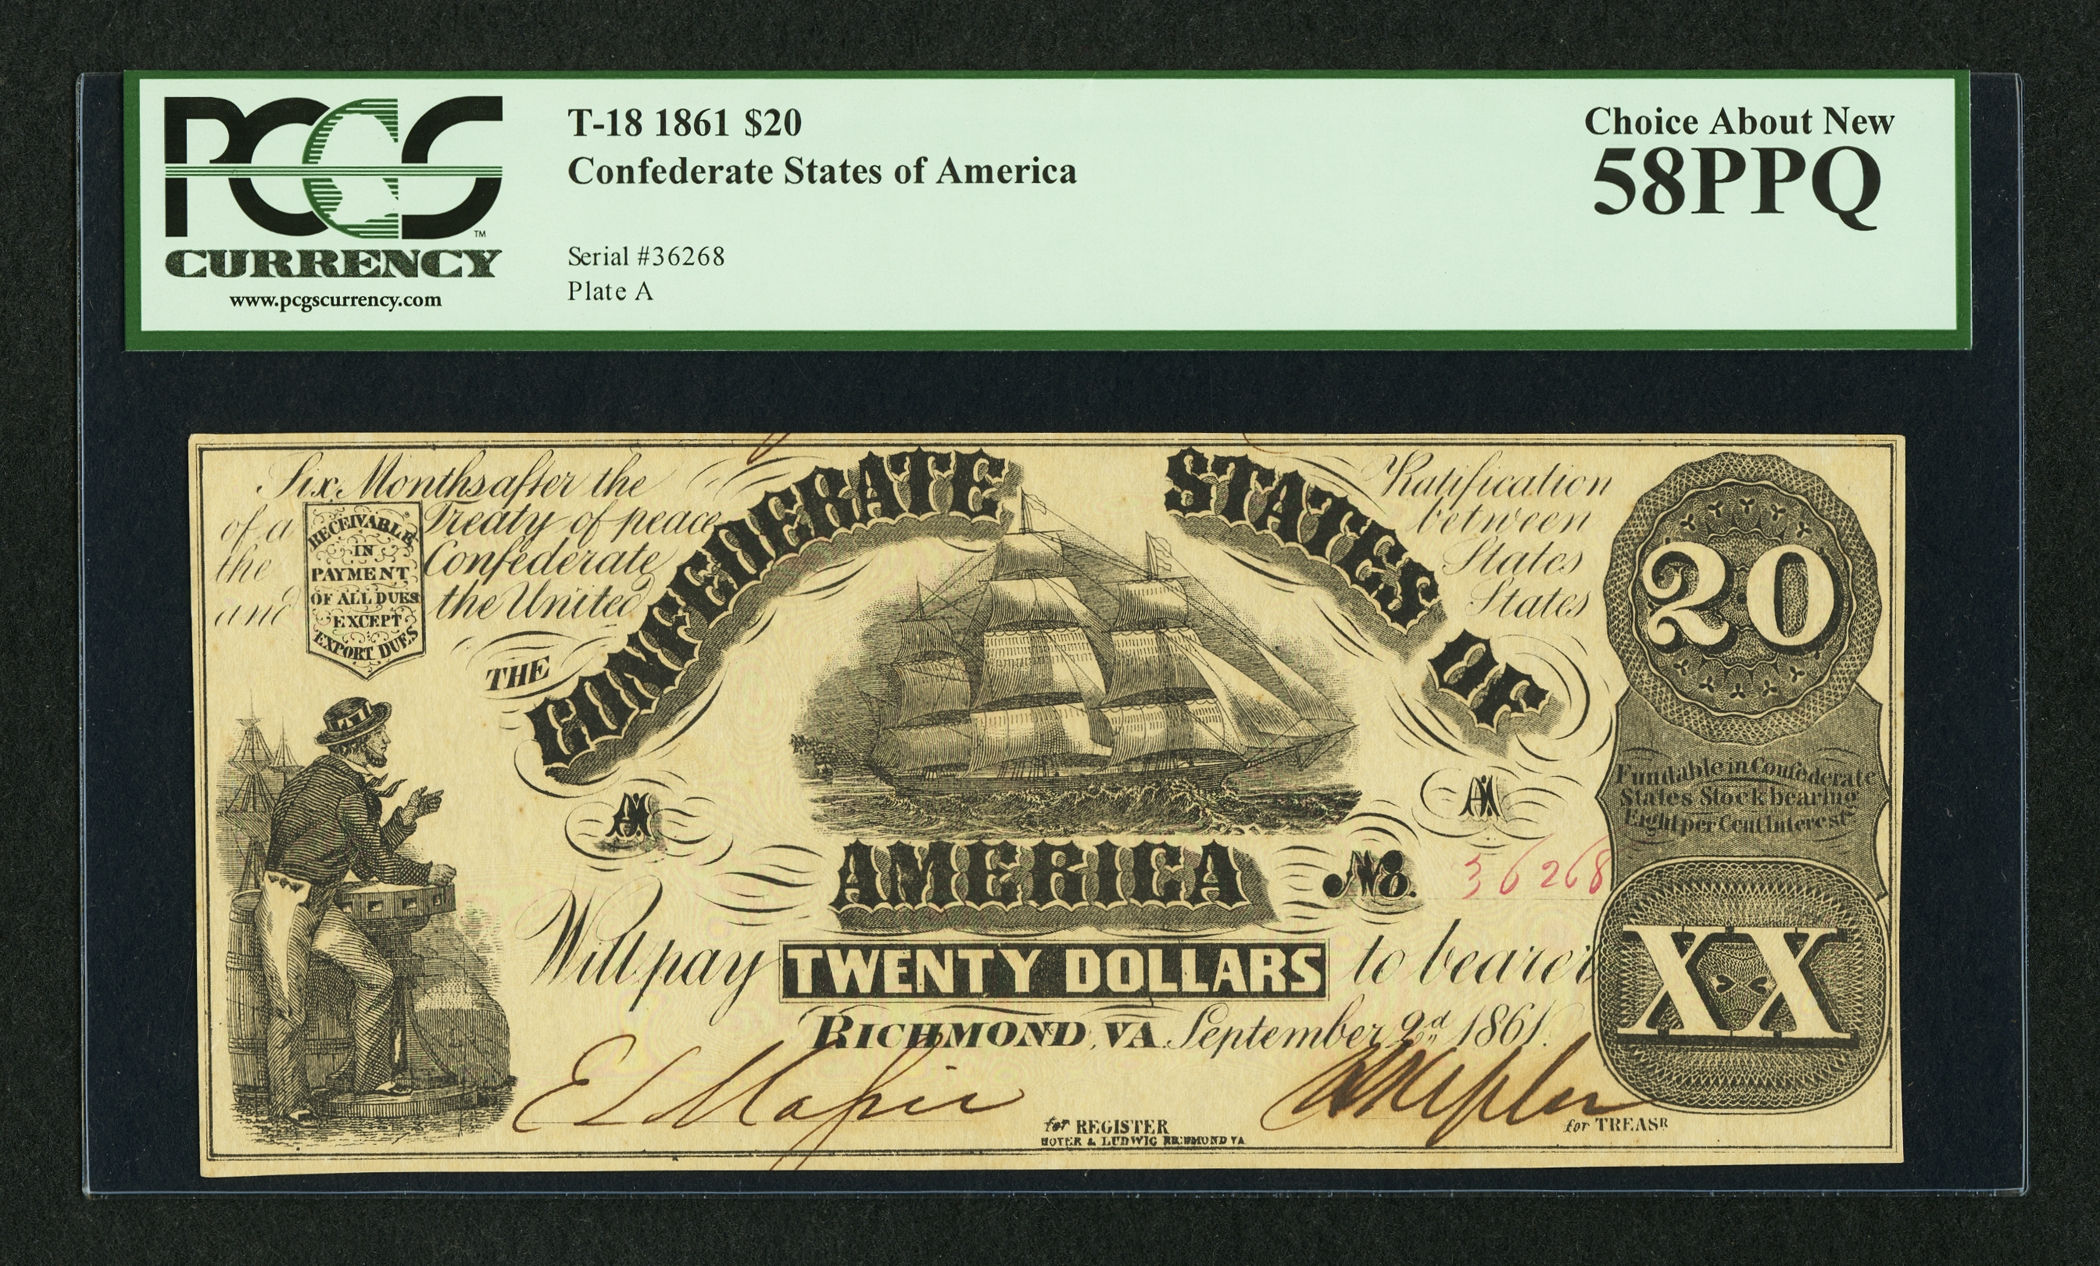 PCGS™
CURRENCY
www.pcgscurrency.com
T-18 1861 $20
Confederate States of America
Serial #36268
Plate A
Choice About New
58PPQ
Six Months after the Ratification
of a Treaty of peace between
the Confederate States
and the United States
RECEIVABLE
IN
PAYMENT
OF ALL DUES
EXCEPT
EXPORT DUES
THE CONFEDERATE STATES OF
AMERICA
A A
No. 36268
20
Fundable in Confederate
States Stock bearing
Eight per Cent Interest
XX
Will pay TWENTY DOLLARS to bearer
RICHMOND, VA. September 2d 1861.
for REGISTER
for TREASR
HOYER & LUDWIG RICHMOND VA